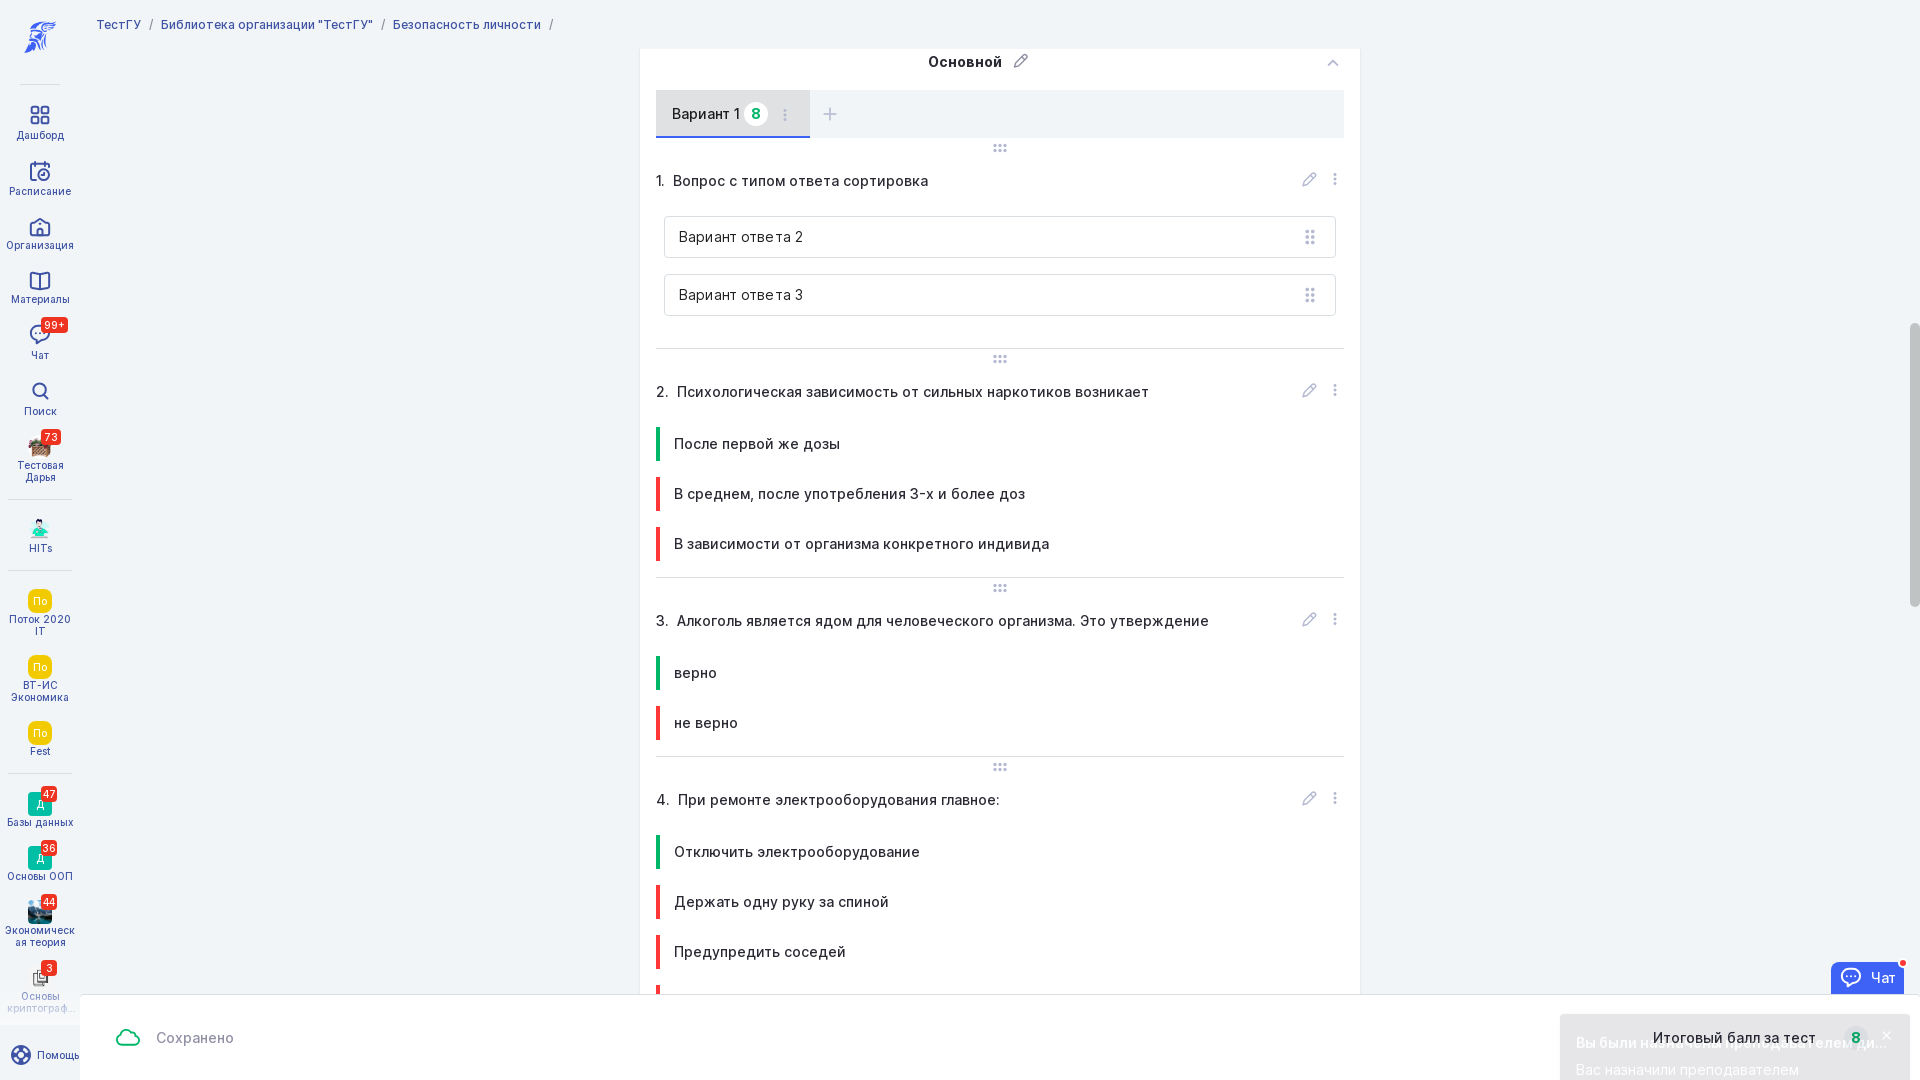 ТестГУ / Библиотека организации "ТестГУ" / Безопасность личности /
Дашборд
Расписание
Организация
Материалы
99+
Чат
Поиск
73
Тестовая
Дарья
HITs
По
Поток 2020
IT
По
ВТ-ИС
Экономика
По
Fest
47
Д
Базы данных
36
Д
Основы ООП
44
Экономическ
ая теория
3
Основы
криптограф...
Помощь
Основной
Вариант 1 8
1. Вопрос с типом ответа сортировка
Вариант ответа 2
Вариант ответа 3
2. Психологическая зависимость от сильных наркотиков возникает
После первой же дозы
В среднем, после употребления 3-х и более доз
В зависимости от организма конкретного индивида
3. Алкоголь является ядом для человеческого организма. Это утверждение
верно
не верно
4. При ремонте электрооборудования главное:
Отключить электрооборудование
Держать одну руку за спиной
Предупредить соседей
Чат
Сохранено
Итоговый балл за тест 8
Вы были назначены преподавателем ди...
Вас назначили преподавателем